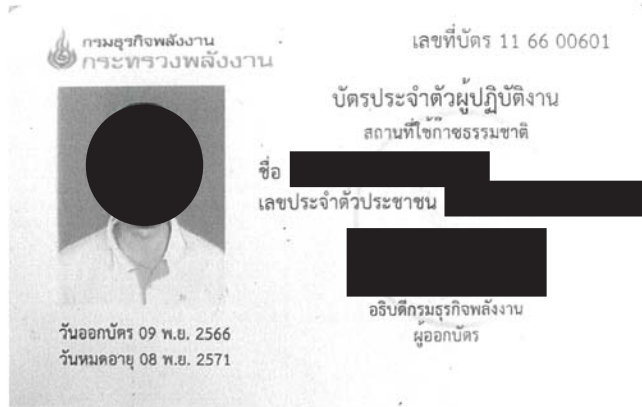 กรมธุรกิจพลังงาน
กระทรวงพลังงาน
เลขที่บัตร 11 66 00601
บัตรประจำตัวผู้ปฏิบัติงาน
สถานที่ใช้ก๊าซธรรมชาติ
ชื่อ
เลขประจำตัวประชาชน
อธิบดีกรมธุรกิจพลังงาน
ผู้ออกบัตร
วันออกบัตร 09 พ.ย. 2566
วันหมดอายุ 08 พ.ย. 2571